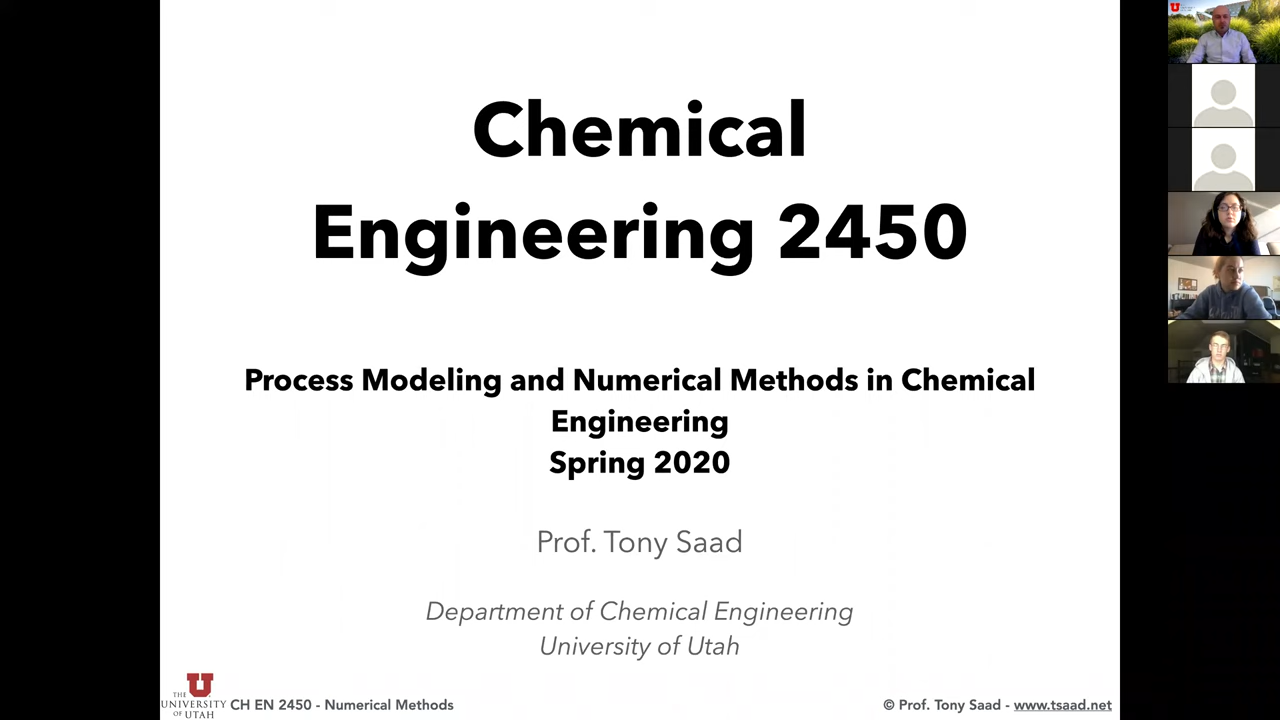 Chemical
Engineering 2450
Process Modeling and Numerical Methods in Chemical
Engineering
Spring 2020
Prof. Tony Saad
Department of Chemical Engineering
University of Utah
THE
UNIVERSITY
OF UTAH
CH EN 2450 - Numerical Methods
© Prof. Tony Saad - www.tsaad.net